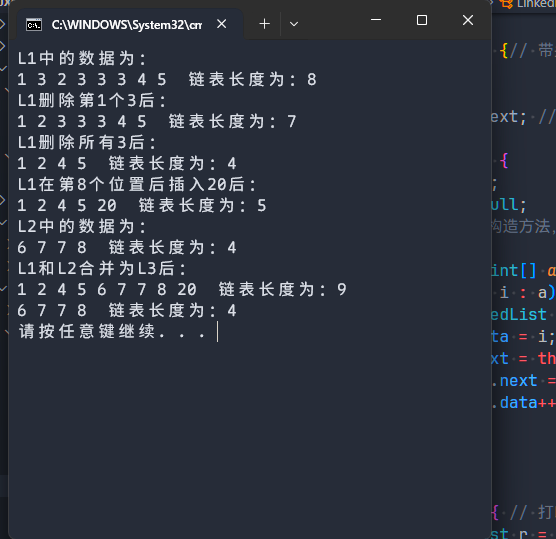 C:\WINDOWS\System32\cm
L1中的数据为：
1 3 2 3 3 3 4 5 链表长度为：8
L1删除第1个3后：
1 2 3 3 3 4 5 链表长度为：7
L1删除所有3后：
1 2 4 5 链表长度为：4
L1在第8个位置后插入20后：
1 2 4 5 20 链表长度为：5
L2中的数据为：
6 7 7 8 链表长度为：4
L1和L2合并为L3后：
1 2 4 5 6 7 7 8 20 链表长度为：9
6 7 7 8 链表长度为：4
请按任意键继续. . .
Linked
{// 带
ext; //
{
;
ull;
构造方法,
int[] a
i : a)
edList
ta = i;
xt = th
.next =
.data++
{ // 打
st r =